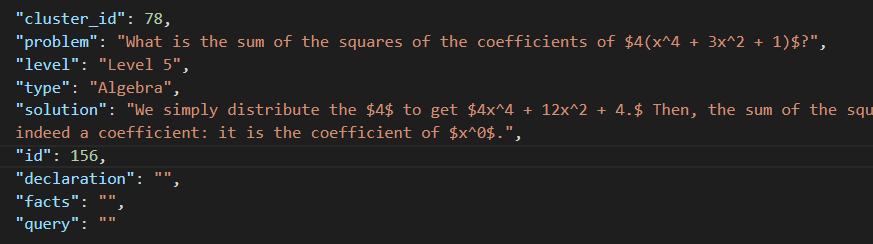 "cluster_id": 78,
"problem": "What is the sum of the squares of the coefficients of $4(x^4 + 3x^2 + 1)$?",
"level": "Level 5",
"type": "Algebra",
"solution": "We simply distribute the $4$ to get $4x^4 + 12x^2 + 4.$ Then, the sum of the squ
indeed a coefficient: it is the coefficient of $x^0$.",
"id": 156,
"declaration": "",
"facts": "",
"query": ""